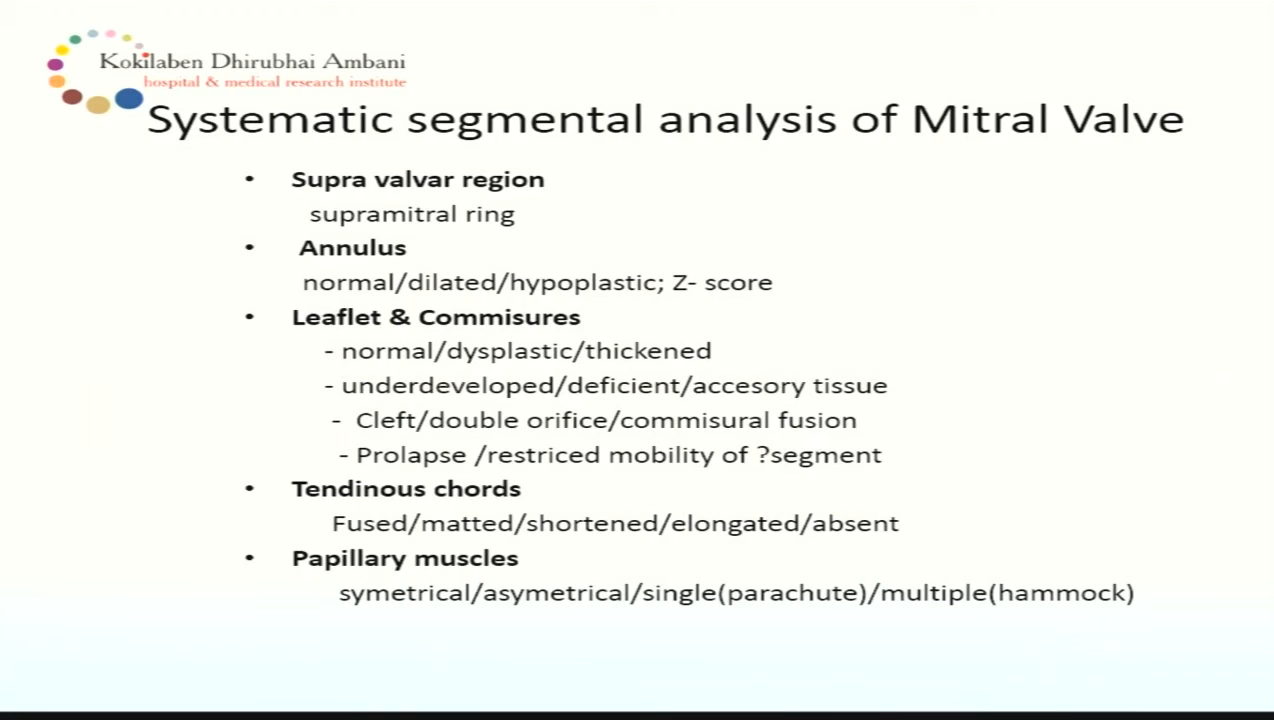 Kokilaben Dhirubhai Ambani
hospital & medical research institute
Systematic segmental analysis of Mitral Valve
• Supra valvar region
supramitral ring
• Annulus
normal/dilated/hypoplastic; Z- score
• Leaflet & Commisures
- normal/dysplastic/thickened
- underdeveloped/deficient/accesory tissue
- Cleft/double orifice/commisural fusion
- Prolapse /restriced mobility of ?segment
• Tendinous chords
Fused/matted/shortened/elongated/absent
• Papillary muscles
symetrical/asymetrical/single(parachute)/multiple(hammock)